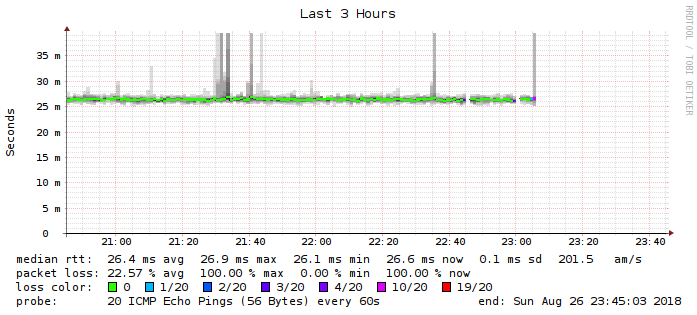 Last 3 Hours
RRDTOOL / TOBI OETIKER
Seconds
35 m
30 m
25 m
20 m
15 m
10 m
5 m
0
21:00 21:20 21:40 22:00 22:20 22:40 23:00 23:20 23:40
median rtt: 26.4 ms avg 26.9 ms max 26.1 ms min 26.6 ms now 0.1 ms sd 201.5 am/s
packet loss: 22.57 % avg 100.00 % max 0.00 % min 100.00 % now
loss color: 0 1/20 2/20 3/20 4/20 10/20 19/20
probe: 20 ICMP Echo Pings (56 Bytes) every 60s end: Sun Aug 26 23:45:03 2018